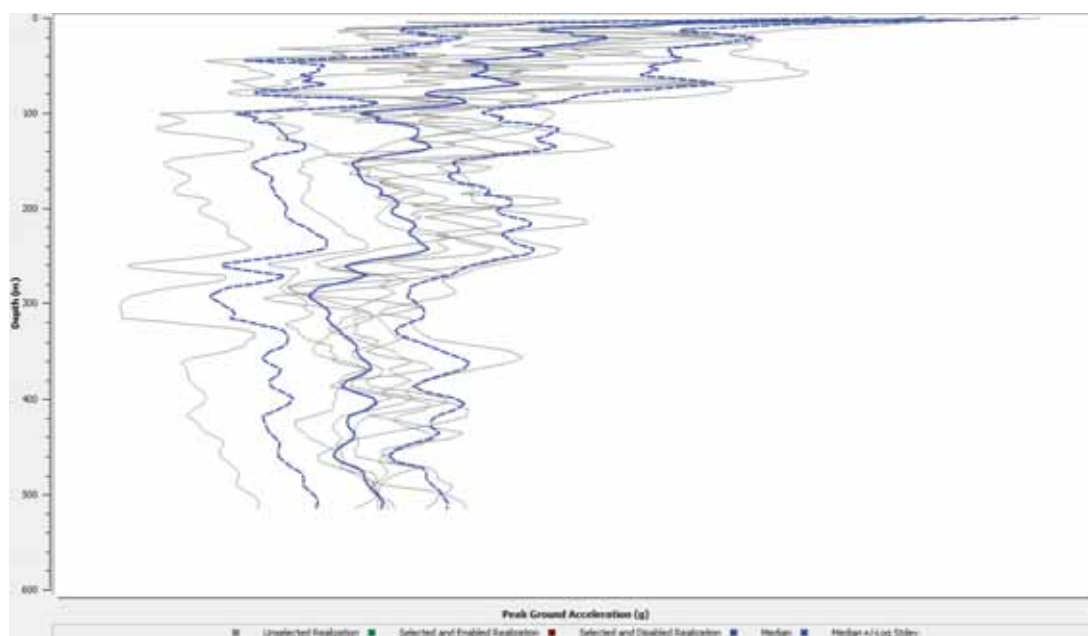 0
100
200
300
400
500
600
Depth (m)
Peak Ground Acceleration (g)
Unselected Realization Selected and Enabled Realization Selected and Disabled Realization Median Median +/-Log Stdev